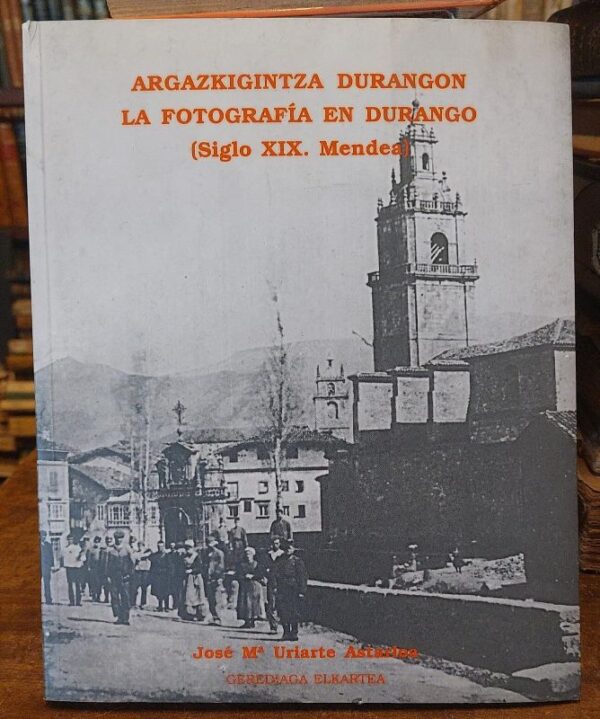 ARGAZKIGINTZA DURANGON
LA FOTOGRAFÍA EN DURANGO
(Siglo XIX. Mendea)
José Mª Uriarte Astarloa
GEREDIAGA ELKARTEA